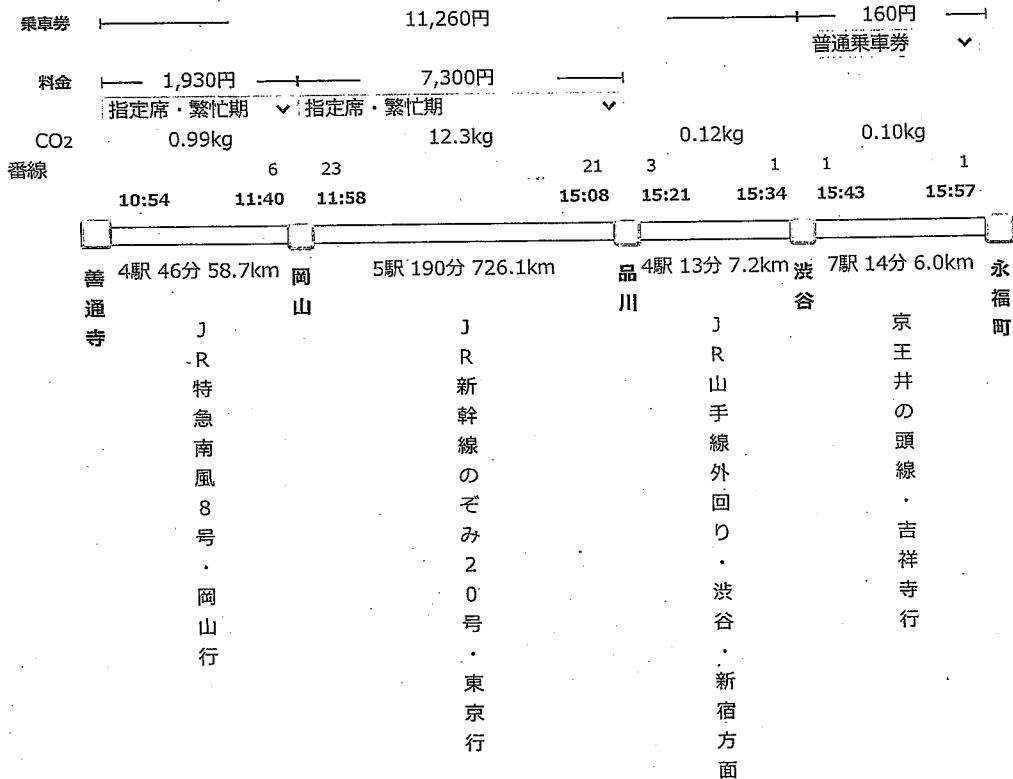 乗車券 11,260円 160円
普通乗車券
料金 1,930円 7,300円
指定席・繁忙期 指定席・繁忙期
CO2 0.99kg 12.3kg 0.12kg 0.10kg
番線 6 23 21 3 1 1 1
10:54 11:40 11:58 15:08 15:21 15:34 15:43 15:57
4駅 46分 58.7km 5駅 190分 726.1km 4駅 13分 7.2km 7駅 14分 6.0km
善通寺
岡山
品川
渋谷
永福町
JR特急南風8号・岡山行
JR新幹線のぞみ20号・東京行
JR山手線外回り・渋谷・新宿方面
京王井の頭線・吉祥寺行